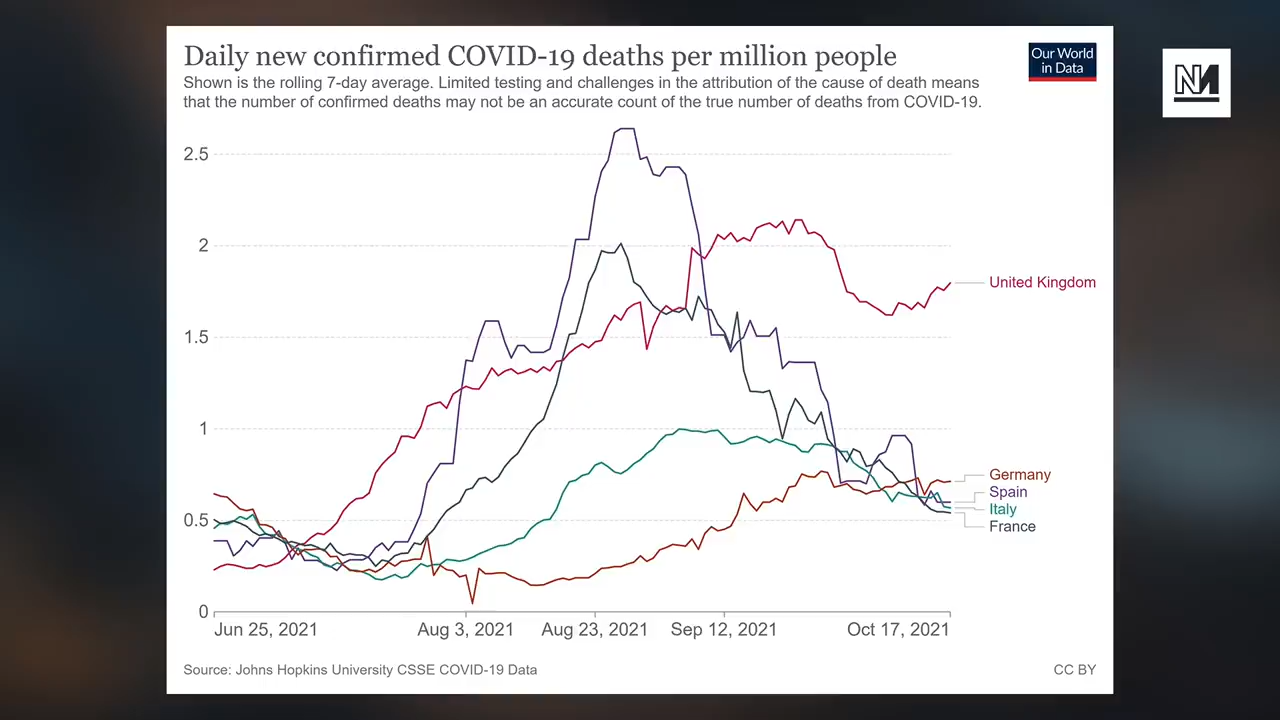 Daily new confirmed COVID-19 deaths per million people
Shown is the rolling 7-day average. Limited testing and challenges in the attribution of the cause of death means
that the number of confirmed deaths may not be an accurate count of the true number of deaths from COVID-19.
Our World
in Data
NM
2.5
2
United Kingdom
1.5
1
Germany
Spain
0.5
Italy
France
0
Jun 25, 2021 Aug 3, 2021 Aug 23, 2021 Sep 12, 2021 Oct 17, 2021
Source: Johns Hopkins University CSSE COVID-19 Data CC BY